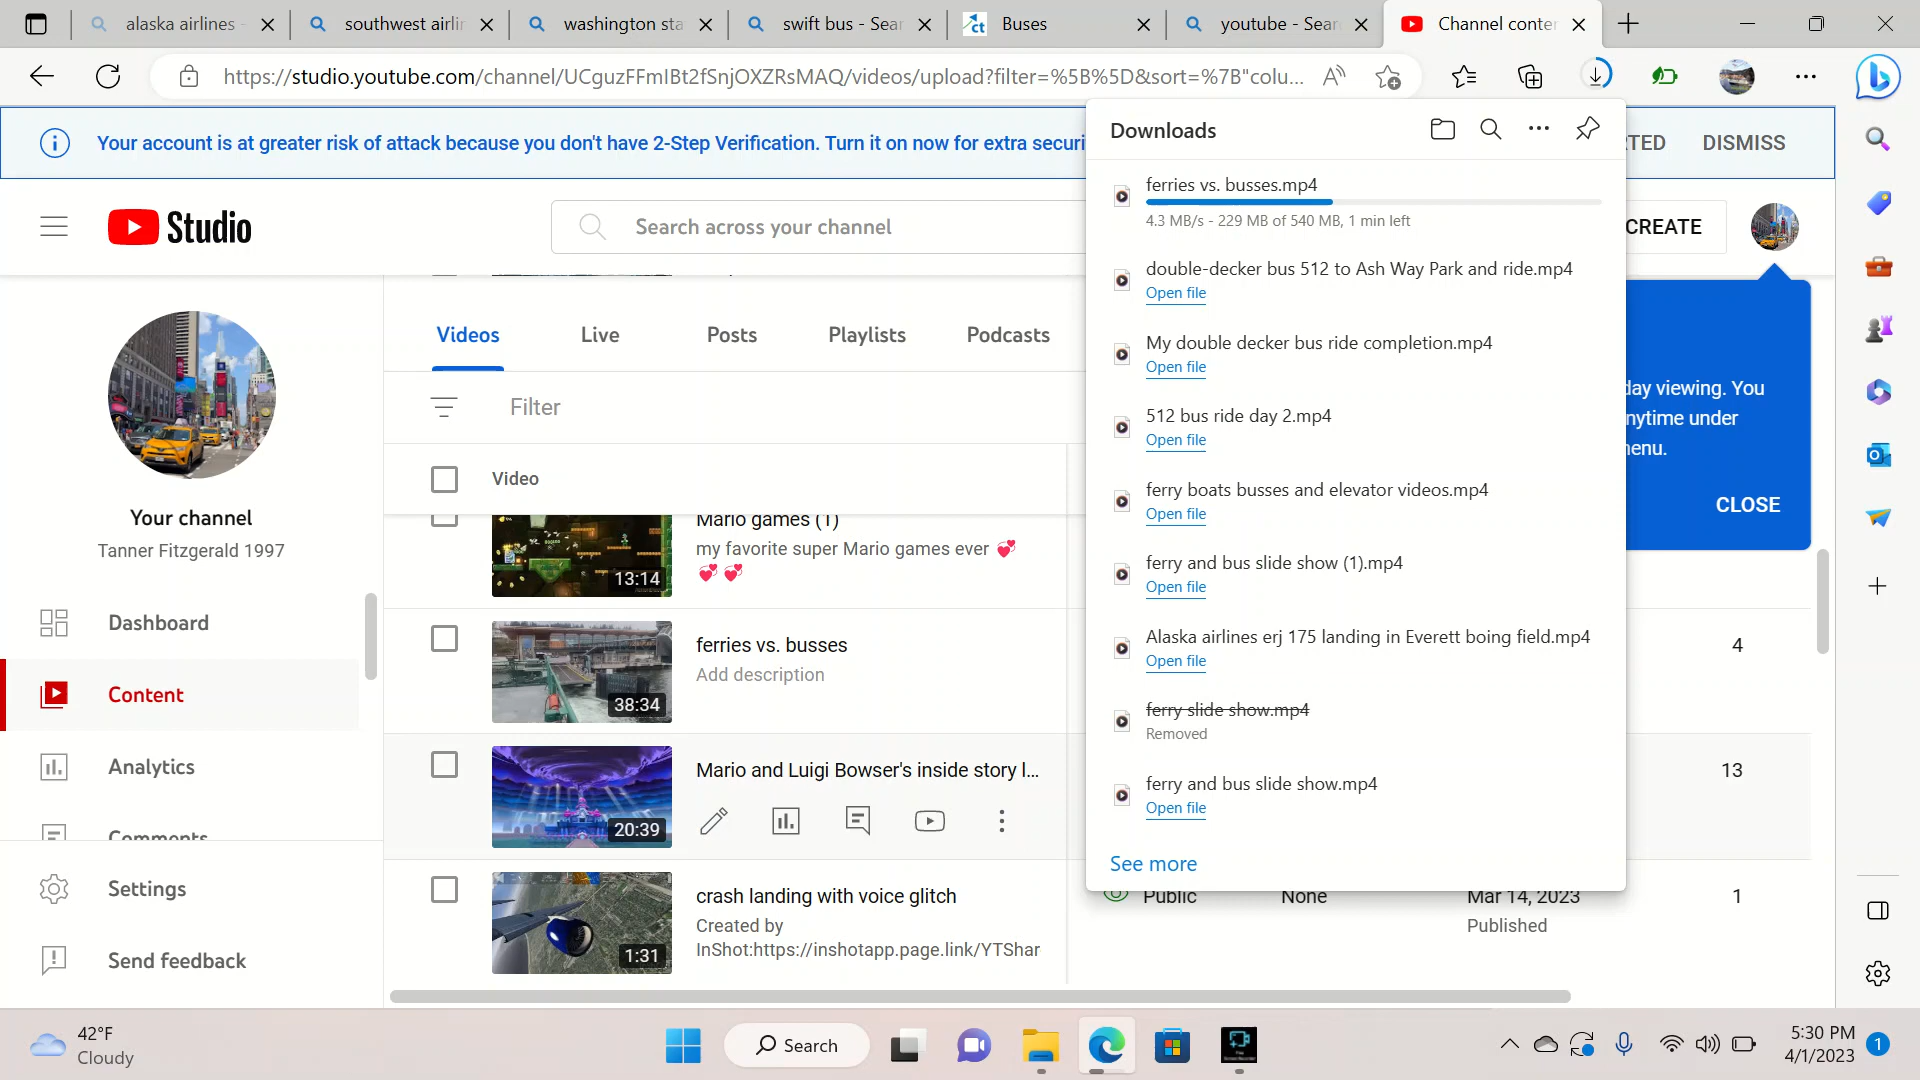 alaska airlines -
southwest airlin
washington sta
swift bus - Sear
Buses
youtube - Sear
Channel conten
https://studio.youtube.com/channel/UCguzFFmIBt2fSnjOXZRsMAQ/videos/upload?filter=%5B%5D&sort=%7B"colu...
Your account is at greater risk of attack because you don't have 2-Step Verification. Turn it on now for extra securi
RTED
DISMISS
Studio
Search across your channel
CREATE
Downloads
ferries vs. busses.mp4
4.3 MB/s - 229 MB of 540 MB, 1 min left
double-decker bus 512 to Ash Way Park and ride.mp4
Open file
My double decker bus ride completion.mp4
Open file
512 bus ride day 2.mp4
Open file
ferry boats busses and elevator videos.mp4
Open file
ferry and bus slide show (1).mp4
Open file
Alaska airlines erj 175 landing in Everett boing field.mp4
Open file
ferry slide show.mp4
Removed
ferry and bus slide show.mp4
Open file
See more
day viewing. You
nytime under
enu.
CLOSE
Your channel
Tanner Fitzgerald 1997
Dashboard
Content
Analytics
Comments
Settings
Send feedback
Videos
Live
Posts
Playlists
Podcasts
Filter
Video
Mario games (1)
my favorite super Mario games ever 💞
💞 💞
13:14
ferries vs. busses
Add description
38:34
4
Mario and Luigi Bowser's inside story l...
20:39
13
crash landing with voice glitch
Created by
InShot:https://inshotapp.page.link/YTShar
1:31
Public
None
Mar 14, 2023
Published
1
42°F
Cloudy
Search
5:30 PM
4/1/2023
1